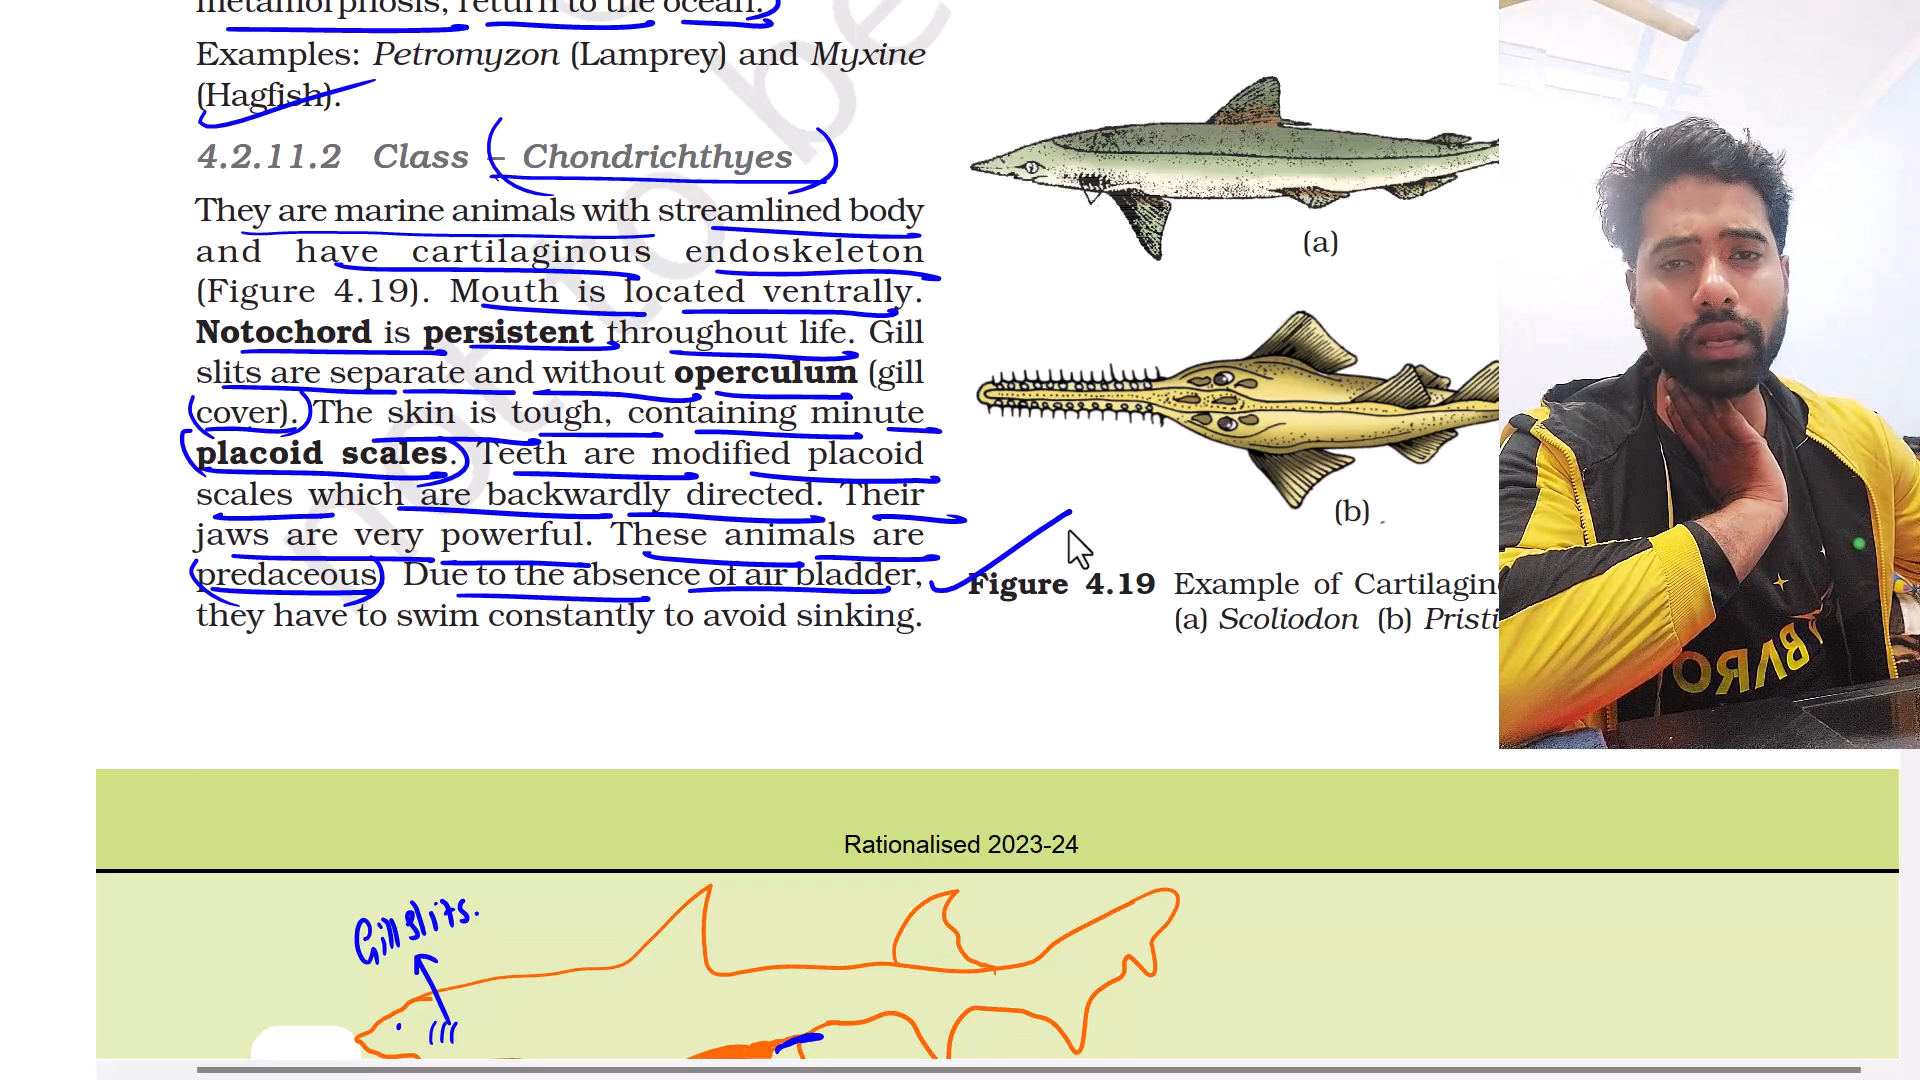 metamorphosis, return to the ocean.
Examples: Petromyzon (Lamprey) and Myxine
(Hagfish).
4.2.11.2 Class – Chondrichthyes
They are marine animals with streamlined body
and have cartilaginous endoskeleton
(Figure 4.19). Mouth is located ventrally.
Notochord is persistent throughout life. Gill
slits are separate and without operculum (gill
cover). The skin is tough, containing minute
placoid scales. Teeth are modified placoid
scales which are backwardly directed. Their
jaws are very powerful. These animals are
predaceous. Due to the absence of air bladder,
they have to swim constantly to avoid sinking.
(a)
(b)
Figure 4.19 Example of Cartilagin
(a) Scoliodon (b) Pristi
not to be
Rationalised 2023-24
Gill slits.